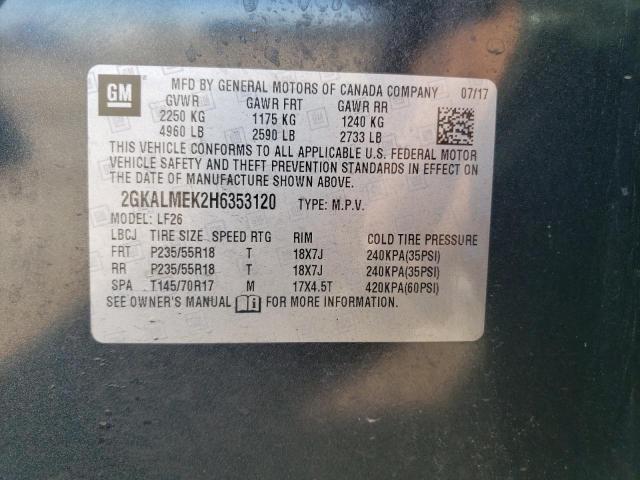 GM
MFD BY GENERAL MOTORS OF CANADA COMPANY 07/17
GVWR GAWR FRT GAWR RR
2250 KG 1175 KG 1240 KG
4960 LB 2590 LB 2733 LB
THIS VEHICLE CONFORMS TO ALL APPLICABLE U.S. FEDERAL MOTOR
VEHICLE SAFETY AND THEFT PREVENTION STANDARDS IN EFFECT ON
THE DATE OF MANUFACTURE SHOWN ABOVE.
2GKALMEK2H6353120 TYPE: M.P.V.
MODEL: LF26
LBCJ TIRE SIZE SPEED RTG RIM COLD TIRE PRESSURE
FRT P235/55R18 T 18X7J 240KPA(35PSI)
RR P235/55R18 T 18X7J 240KPA(35PSI)
SPA T145/70R17 M 17X4.5T 420KPA(60PSI)
SEE OWNER'S MANUAL FOR MORE INFORMATION.